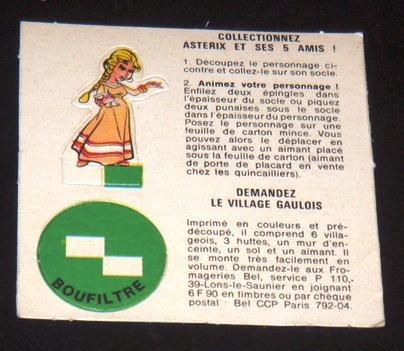 COLLECTIONNEZ
ASTERIX ET SES 5 AMIS !
1. Découpez le personnage ci-
contre et collez-le sur son socle.
2. Animez votre personnage !
Enfilez deux épingles dans
l'épaisseur du socle ou piquez
deux punaises sous le socle
dans l'épaisseur du personnage.
Posez le personnage sur une
feuille de carton mince. Vous
pouvez alors le déplacer en
agissant avec un aimant placé
sous la feuille de carton (aimant
de porte de placard en vente
chez les quincailliers).
DEMANDEZ
LE VILLAGE GAULOIS
Imprimé en couleurs et pré-
découpé, il comprend 6 villa-
geois, 3 huttes, un mur d'en-
ceinte, un sol et un aimant. Il
se monte très facilement en
volume. Demandez-le aux Fro-
mageries Bel, service P 110,
39-Lons-le-Saunier en joignant
6 F 90 en timbres ou par chèque
postal : Bel CCP Paris 792-04.
BOUFILTRE